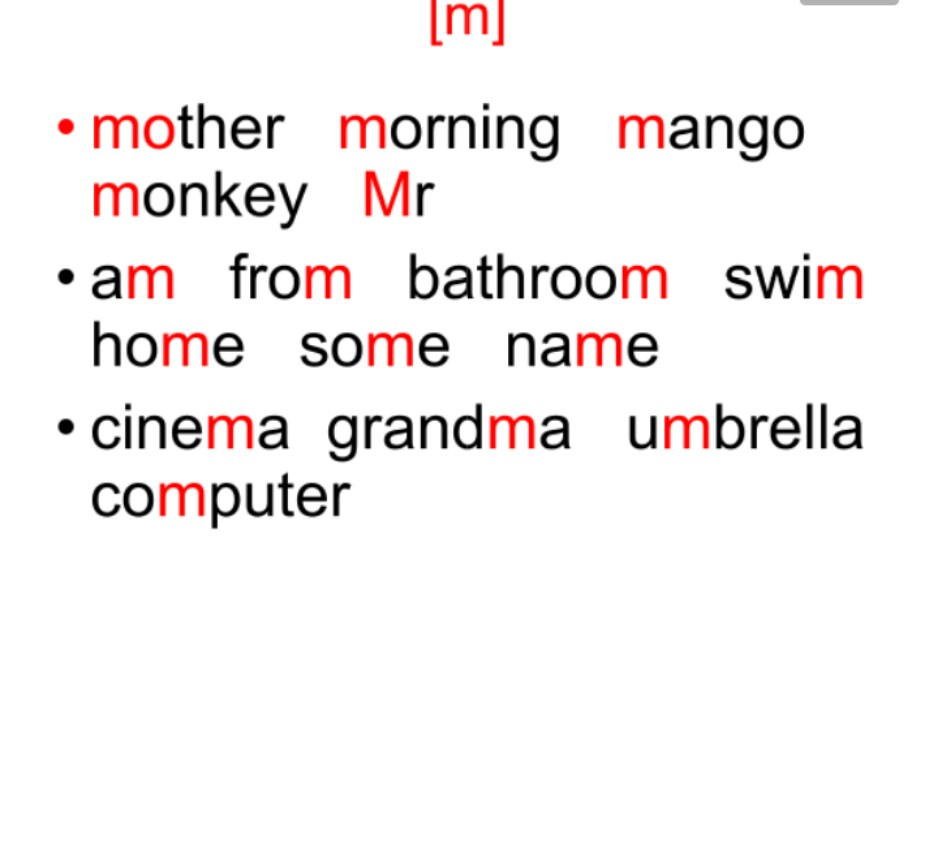 [m]
• mother morning mango
monkey Mr
• am from bathroom swim
home some name
• cinema grandma umbrella
computer